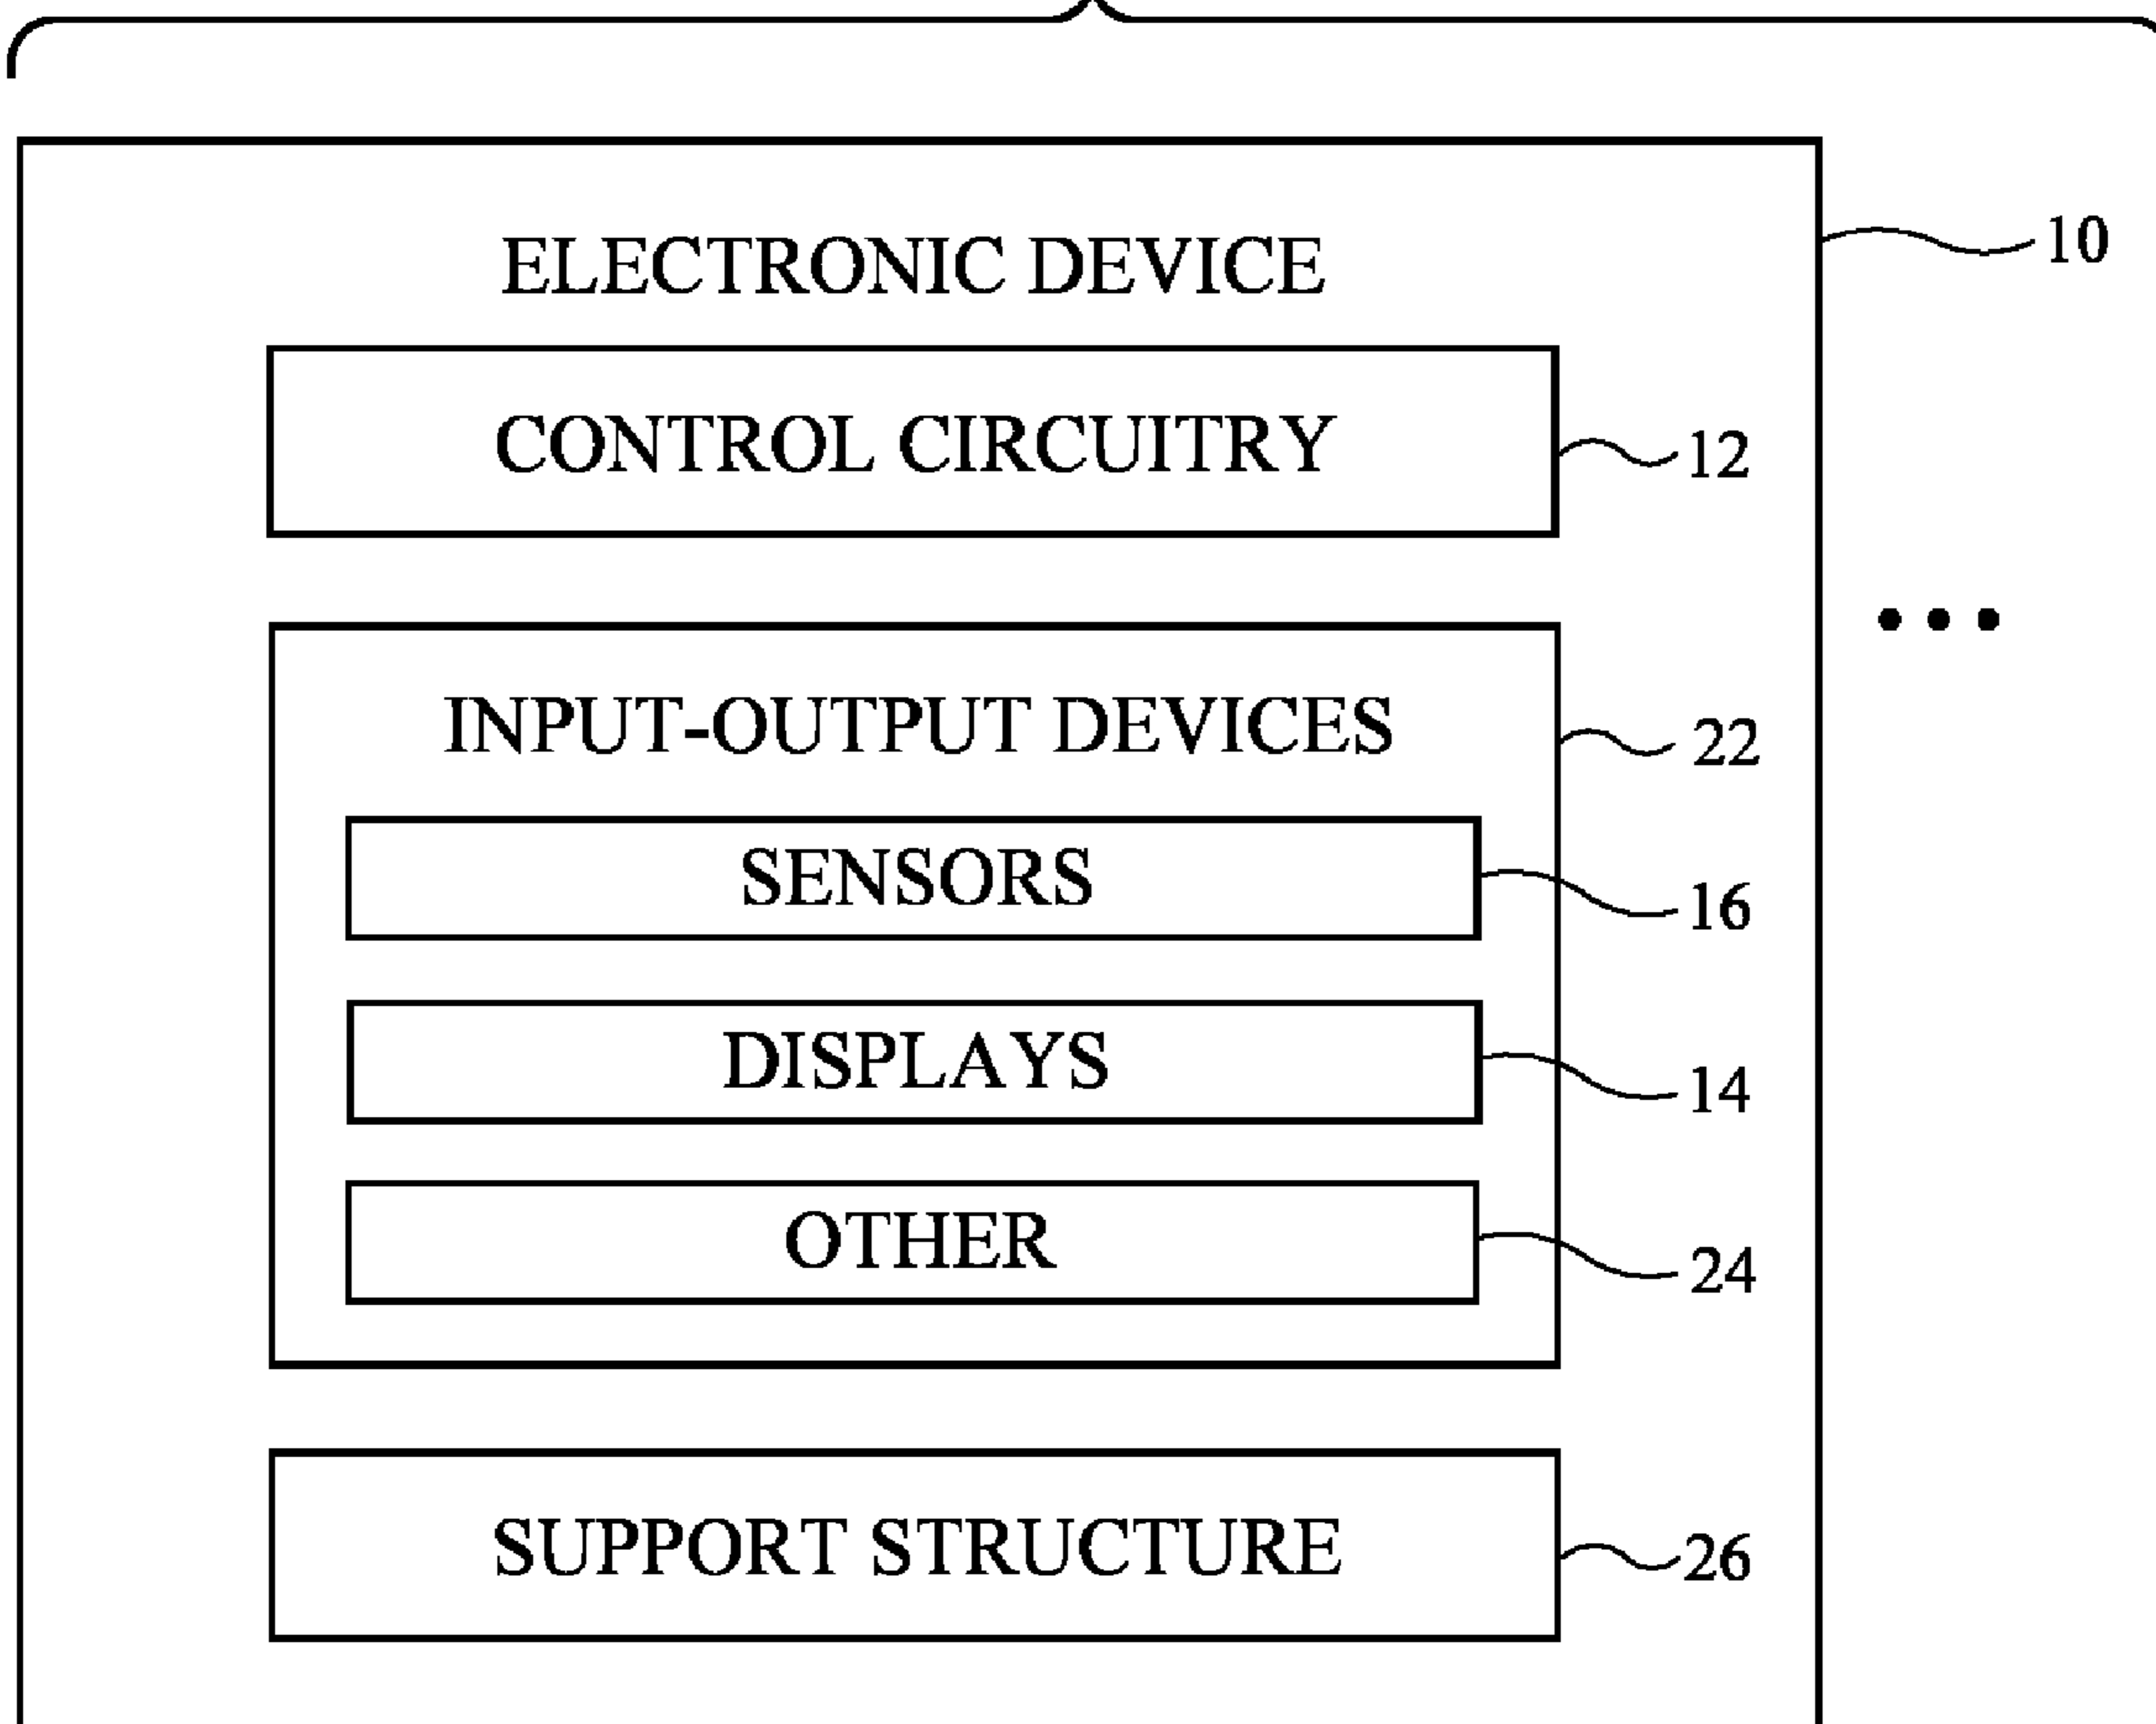 ELECTRONIC DEVICE
10
CONTROL CIRCUITRY
12
• • •
INPUT-OUTPUT DEVICES
22
SENSORS
16
DISPLAYS
14
OTHER
24
SUPPORT STRUCTURE
26